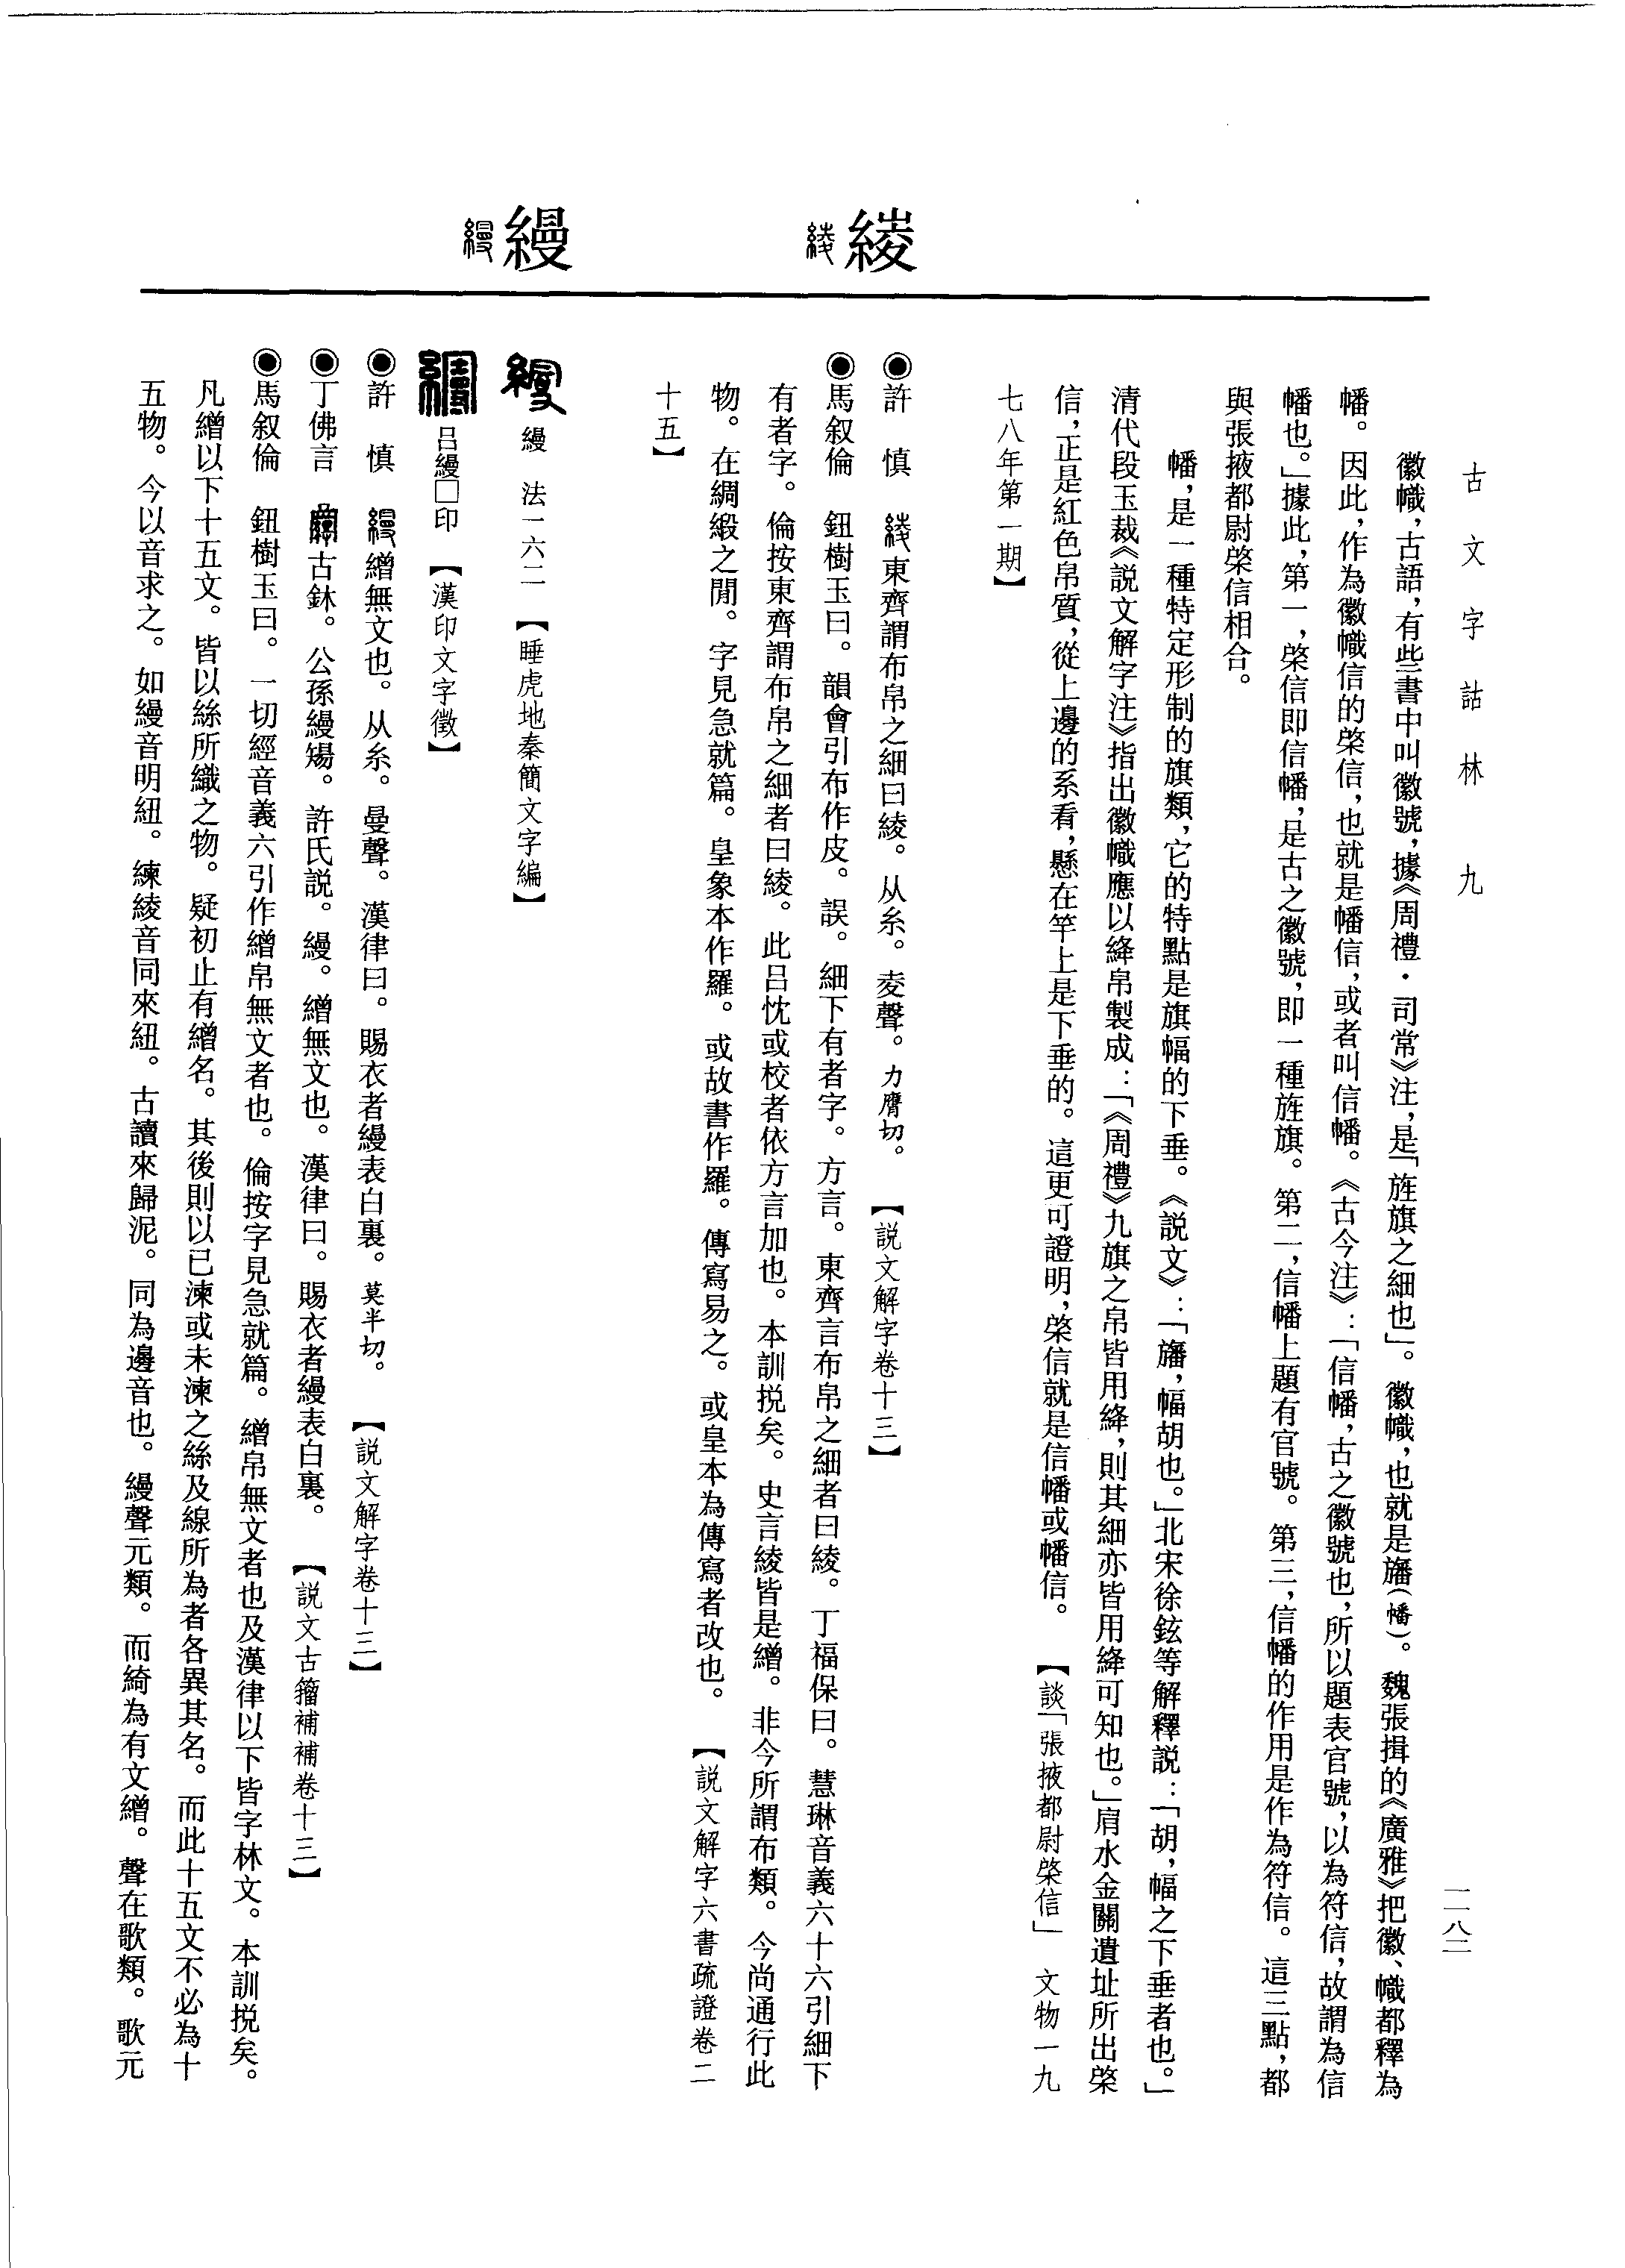 古文字詁林 九
一一八二
徽幟，古語，有些書中叫徽號，據《周禮·司常》注，是「旌旗之細也」。徽幟，也就是旛（幡）。魏張揖的《廣雅》把徽、幟都釋為
幡。因此，作為徽幟信的棨信，也就是幡信，或者叫信幡。《古今注》：「信幡，古之徽號也，所以題表官號，以為符信，故謂為信
幡也。」據此，第一，棨信即信幡，是古之徽號，即一種旌旗。第二，信幡上題有官號。第三，信幡的作用是作為符信。這三點，都
與張掖都尉棨信相合。
幡，是一種特定形制的旗類，它的特點是旗幅的下垂。《説文》：「旛，幅胡也。」北宋徐鉉等解釋説：「胡，幅之下垂者也。」
清代段玉裁《説文解字注》指出徽幟應以絳帛製成：「《周禮》九旗之帛皆用絳，則其細亦皆用絳可知也。」肩水金關遺址所出棨
信，正是紅色帛質，從上邊的系看，懸在竿上是下垂的。這更可證明，棨信就是信幡或幡信。【談「張掖都尉棨信」 文物一九
七八年第一期】
綾
◉許 慎 綾東齊謂布帛之細曰綾。从糸。夌聲。力膺切。【説文解字卷十三】
◉馬叙倫 鈕樹玉曰。韻會引布作皮。誤。細下有者字。方言。東齊言布帛之細者曰綾。丁福保曰。慧琳音義六十六引細下
有者字。倫按東齊謂布帛之細者曰綾。此呂忱或校者依方言加也。本訓挩矣。史言綾皆是繒。非今所謂布類。今尚通行此
物。在綢緞之閒。字見急就篇。皇象本作羅。或故書作羅。傳寫易之。或皇本為傳寫者改也。【説文解字六書疏證卷二
十五】
縵
縵 法一六二 【睡虎地秦簡文字編】
呂縵□印 【漢印文字徵】
◉許 慎 縵繒無文也。从糸。曼聲。漢律曰。賜衣者縵表白裏。莫半切。【説文解字卷十三】
◉丁佛言 古鉢。公孫縵煬。許氏説。縵。繒無文也。漢律曰。賜衣者縵表白裏。【説文古籀補補卷十三】
◉馬叙倫 鈕樹玉曰。一切經音義六引作繒帛無文者也。倫按字見急就篇。繒帛無文者也及漢律以下皆字林文。本訓挩矣。
凡繒以下十五文。皆以絲所織之物。疑初止有繒名。其後則以已湅或未湅之絲及線所為者各異其名。而此十五文不必為十
五物。今以音求之。如縵音明紐。練綾音同來紐。古讀來歸泥。同為邊音也。縵聲元類。而綺為有文繒。聲在歌類。歌元